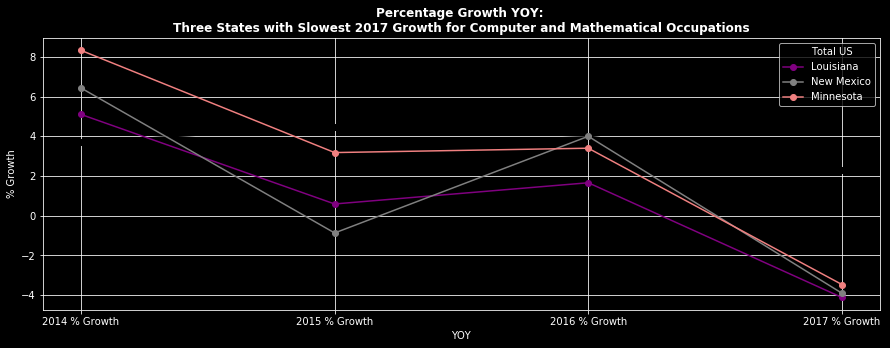 Percentage Growth YOY:
Three States with Slowest 2017 Growth for Computer and Mathematical Occupations
% Growth
8
6
4
2
0
−2
−4
Total US
Louisiana
New Mexico
Minnesota
2014 % Growth
2015 % Growth
2016 % Growth
2017 % Growth
YOY